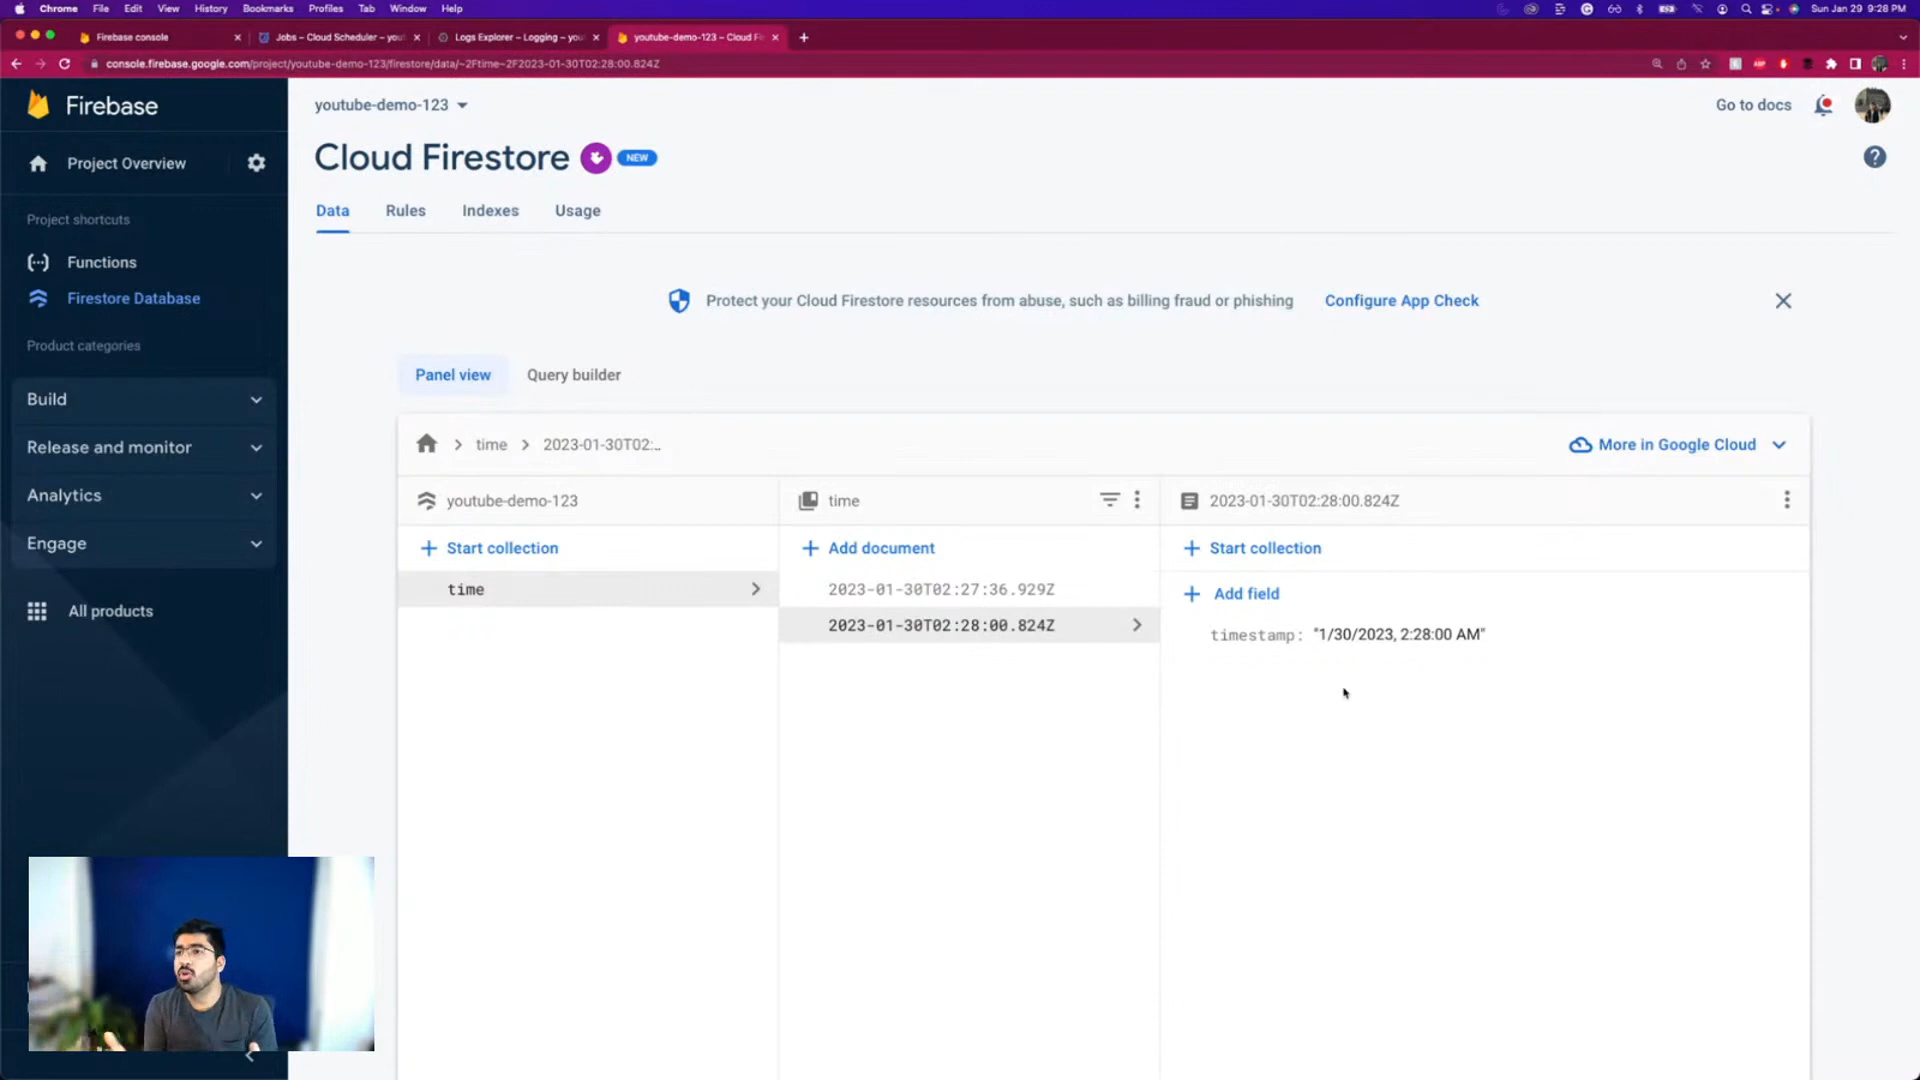 Chrome File Edit View History Bookmarks Profiles Tab Window Help Sun Jan 29 9:28 PM
Firebase console Jobs – Cloud Scheduler – you Logs Explorer – Logging – you youtube-demo-123 – Cloud Fi
console.firebase.google.com/project/youtube-demo-123/firestore/data/~2Ftime~2F2023-01-30T02:28:00.824Z
Firebase
youtube-demo-123
Go to docs
Cloud Firestore NEW
Project Overview
Data Rules Indexes Usage
Project shortcuts
Functions
Firestore Database
Protect your Cloud Firestore resources from abuse, such as billing fraud or phishing Configure App Check
Product categories
Build
Release and monitor
Analytics
Engage
All products
Panel view Query builder
time 2023-01-30T02:...
More in Google Cloud
youtube-demo-123
Start collection
time
time
Add document
2023-01-30T02:27:36.929Z
2023-01-30T02:28:00.824Z
2023-01-30T02:28:00.824Z
Start collection
Add field
timestamp: "1/30/2023, 2:28:00 AM"